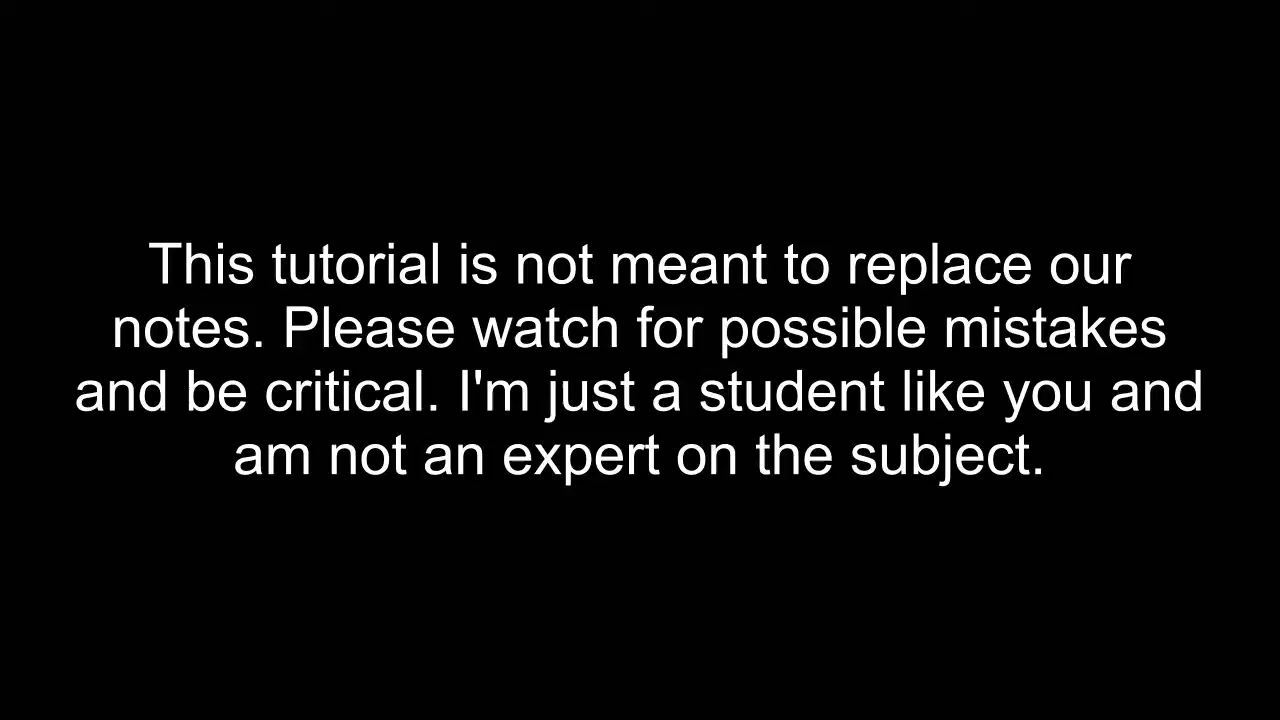 This tutorial is not meant to replace our
notes. Please watch for possible mistakes
and be critical. I'm just a student like you and
am not an expert on the subject.